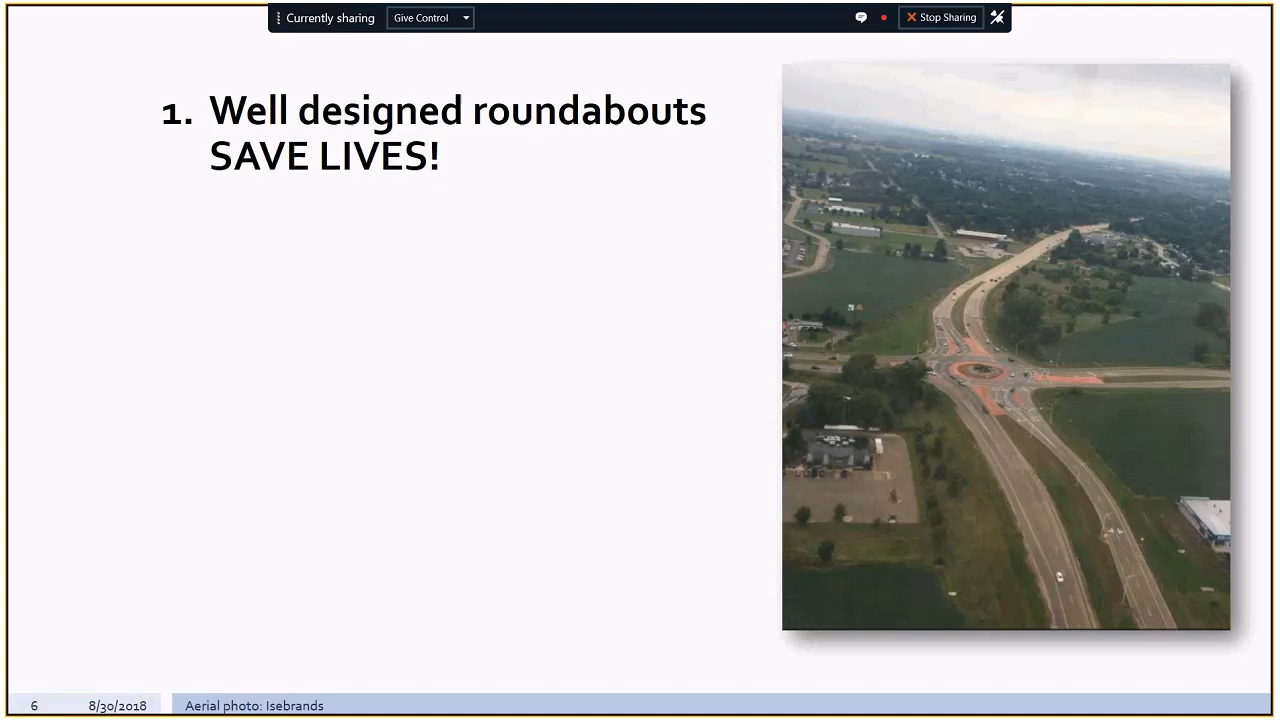 Currently sharing
Give Control
Stop Sharing
1. Well designed roundabouts
SAVE LIVES!
6
8/30/2018
Aerial photo: Isebrands